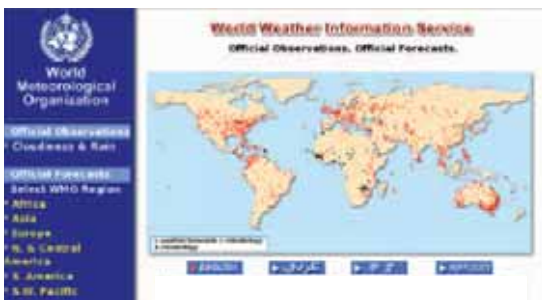 World
Meteorological
Organization
Official Observations
Cloudiness & Rain
Official Forecasts
Select WMO Region
Africa
Asia
Europe
N. & Central
America
S. America
S.W. Pacific
World Weather Information Service
Official Observations. Official Forecasts.
ENGLISH